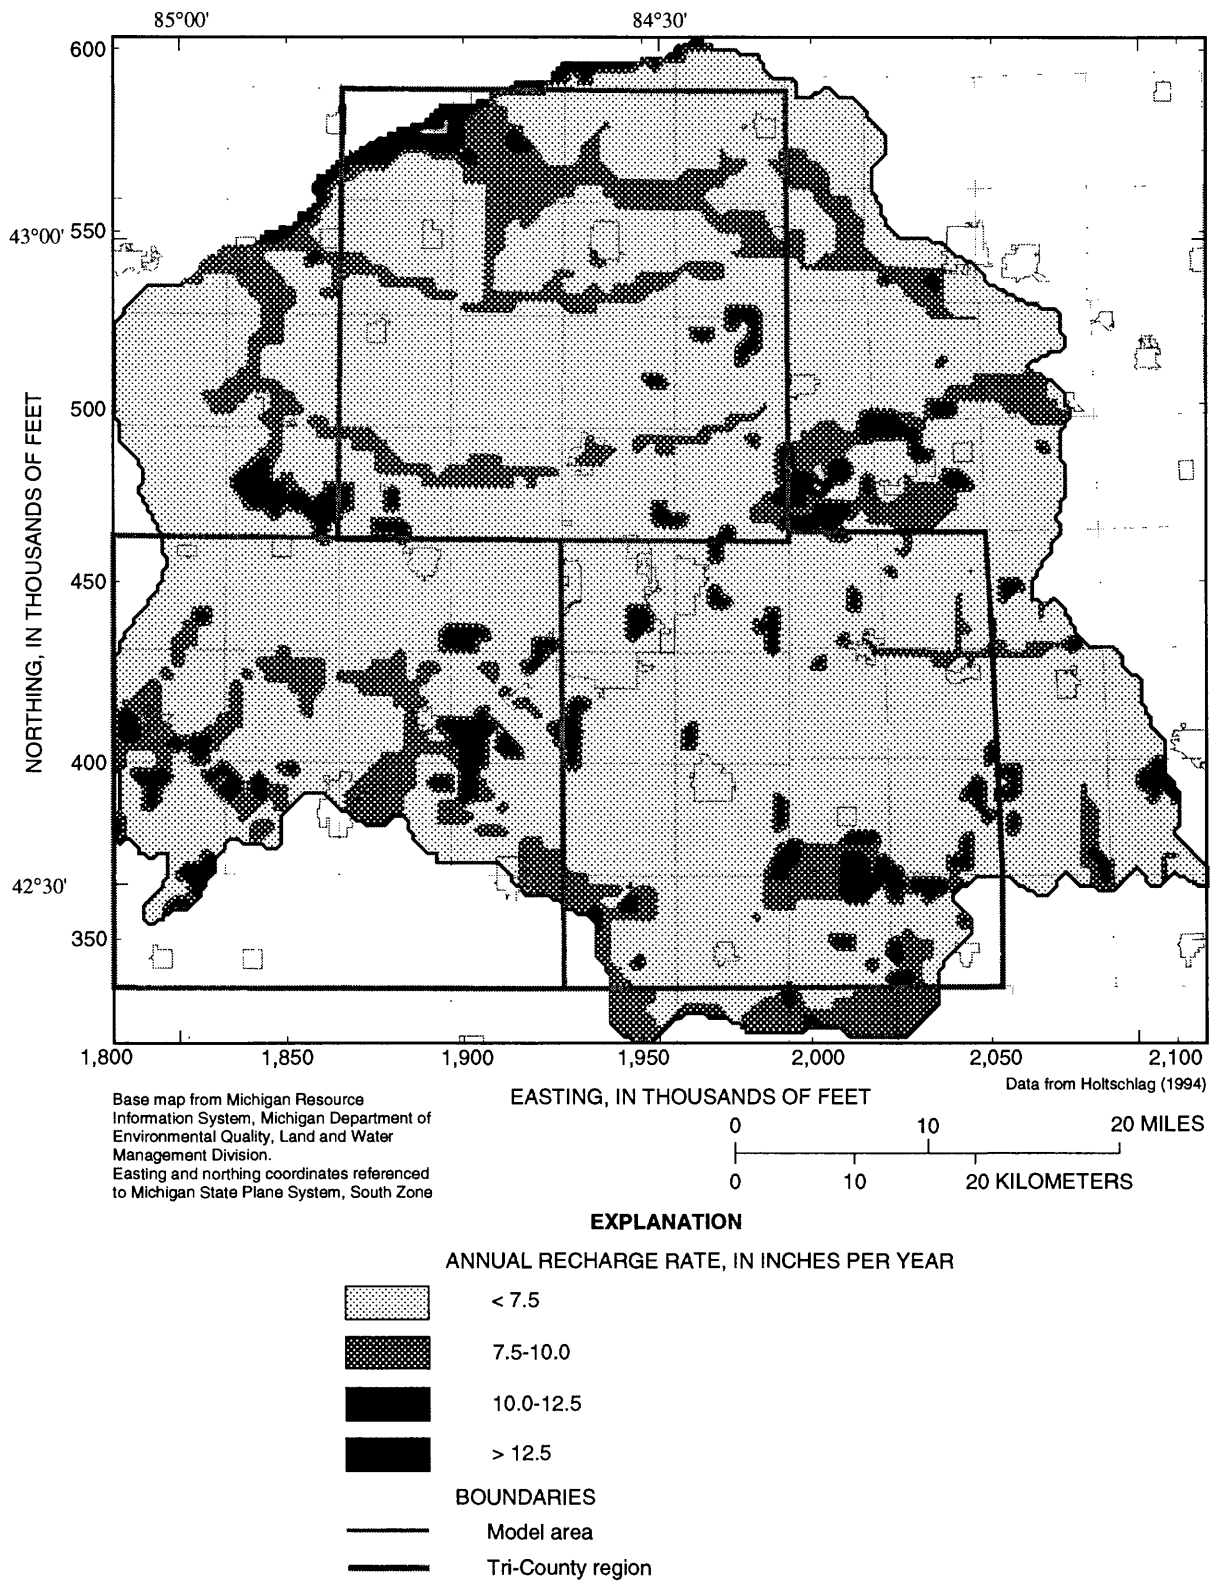 85°00'
84°30'
600
43°00'
550
500
450
400
42°30'
350
NORTHING, IN THOUSANDS OF FEET
1,800
1,850
1,900
1,950
2,000
2,050
2,100
EASTING, IN THOUSANDS OF FEET
Data from Holtschlag (1994)
Base map from Michigan Resource
Information System, Michigan Department of
Environmental Quality, Land and Water
Management Division.
Easting and northing coordinates referenced
to Michigan State Plane System, South Zone
0 10 20 MILES
0 10 20 KILOMETERS
EXPLANATION
ANNUAL RECHARGE RATE, IN INCHES PER YEAR
< 7.5
7.5-10.0
10.0-12.5
> 12.5
BOUNDARIES
Model area
Tri-County region